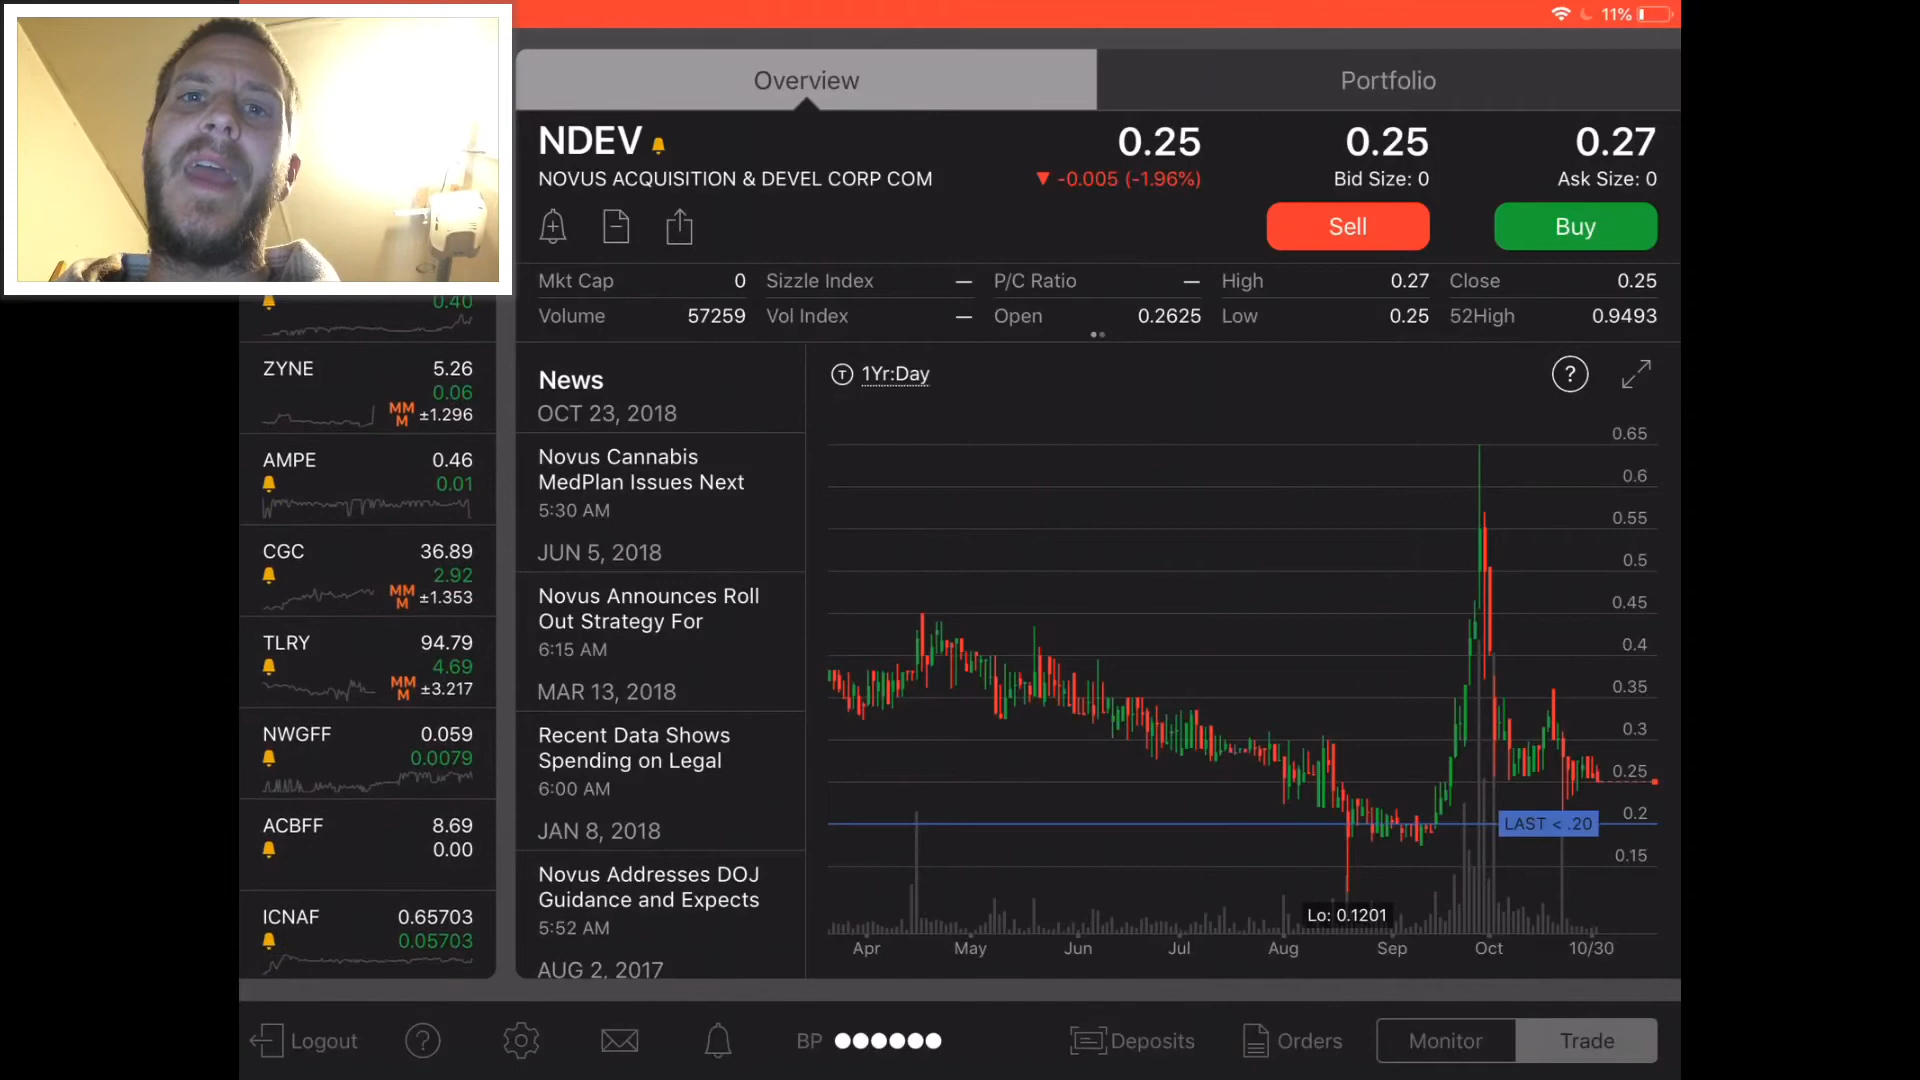 11%
Overview
Portfolio
NDEV
0.25
0.25
0.27
NOVUS ACQUISITION & DEVEL CORP COM
▼ -0.005 (-1.96%)
Bid Size: 0
Ask Size: 0
Sell
Buy
Mkt Cap 0
Sizzle Index —
P/C Ratio —
High 0.27
Close 0.25
Volume 57259
Vol Index —
Open 0.2625
Low 0.25
52High 0.9493
0.40
ZYNE 5.26
0.06
MMM ±1.296
AMPE 0.46
0.01
CGC 36.89
2.92
MMM ±1.353
TLRY 94.79
4.69
MMM ±3.217
NWGFF 0.059
0.0079
ACBFF 8.69
0.00
ICNAF 0.65703
0.05703
News
OCT 23, 2018
Novus Cannabis
MedPlan Issues Next
5:30 AM
JUN 5, 2018
Novus Announces Roll
Out Strategy For
6:15 AM
MAR 13, 2018
Recent Data Shows
Spending on Legal
6:00 AM
JAN 8, 2018
Novus Addresses DOJ
Guidance and Expects
5:52 AM
AUG 2, 2017
T 1Yr:Day
?
0.65
0.6
0.55
0.5
0.45
0.4
0.35
0.3
0.25
0.2
0.15
LAST < .20
Lo: 0.1201
Apr May Jun Jul Aug Sep Oct 10/30
Logout
?
BP
Deposits
Orders
Monitor
Trade